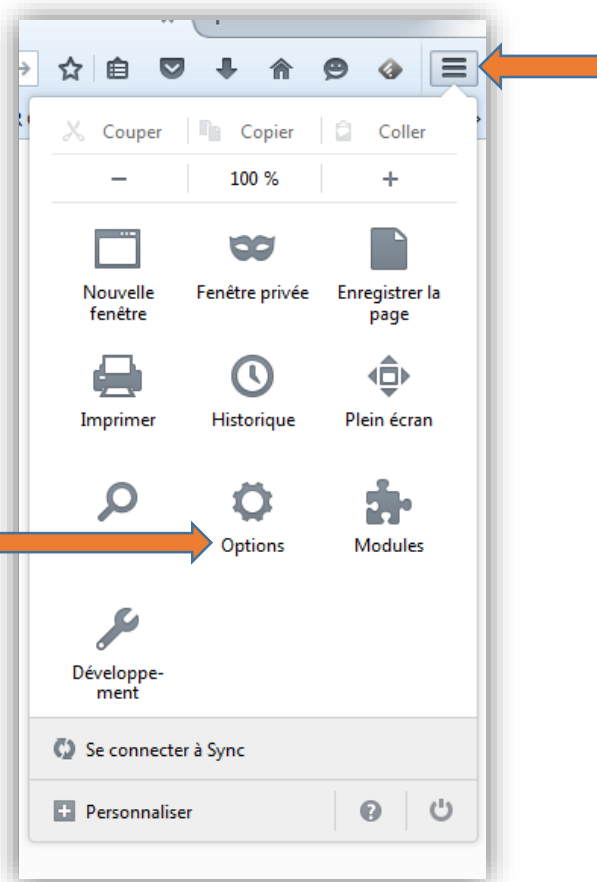 Couper Copier Coller
− 100 % +
Nouvelle fenêtre Fenêtre privée Enregistrer la page
Imprimer Historique Plein écran
Options Modules
Développe-
ment
Se connecter à Sync
Personnaliser